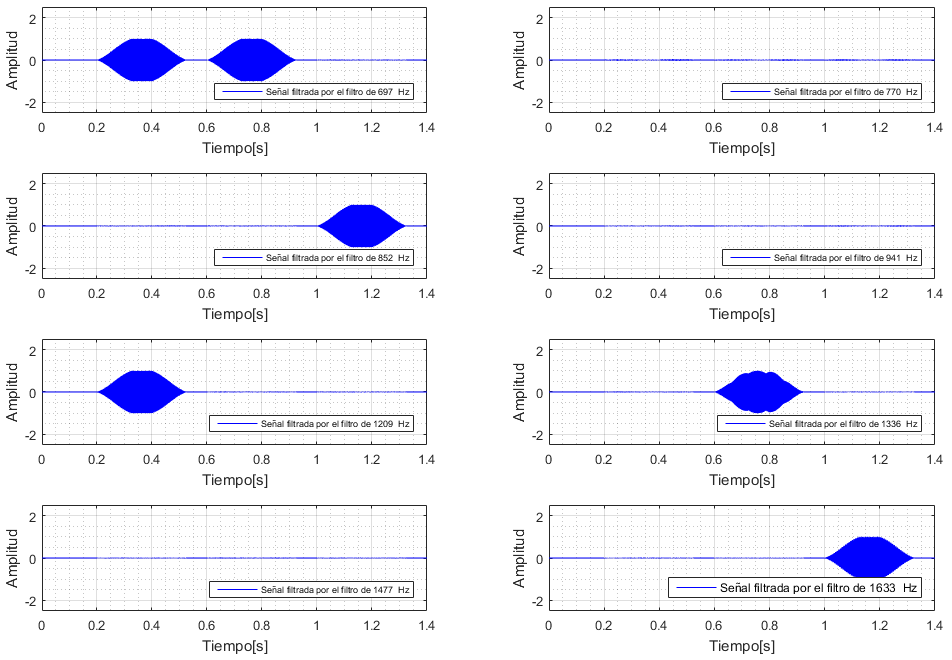 2
0
-2
Amplitud
Señal filtrada por el filtro de 697 Hz
0 0.2 0.4 0.6 0.8 1 1.2 1.4
Tiempo[s]
2
0
-2
Amplitud
Señal filtrada por el filtro de 770 Hz
0 0.2 0.4 0.6 0.8 1 1.2 1.4
Tiempo[s]
2
0
-2
Amplitud
Señal filtrada por el filtro de 852 Hz
0 0.2 0.4 0.6 0.8 1 1.2 1.4
Tiempo[s]
2
0
-2
Amplitud
Señal filtrada por el filtro de 941 Hz
0 0.2 0.4 0.6 0.8 1 1.2 1.4
Tiempo[s]
2
0
-2
Amplitud
Señal filtrada por el filtro de 1209 Hz
0 0.2 0.4 0.6 0.8 1 1.2 1.4
Tiempo[s]
2
0
-2
Amplitud
Señal filtrada por el filtro de 1336 Hz
0 0.2 0.4 0.6 0.8 1 1.2 1.4
Tiempo[s]
2
0
-2
Amplitud
Señal filtrada por el filtro de 1477 Hz
0 0.2 0.4 0.6 0.8 1 1.2 1.4
Tiempo[s]
2
0
-2
Amplitud
Señal filtrada por el filtro de 1633 Hz
0 0.2 0.4 0.6 0.8 1 1.2 1.4
Tiempo[s]